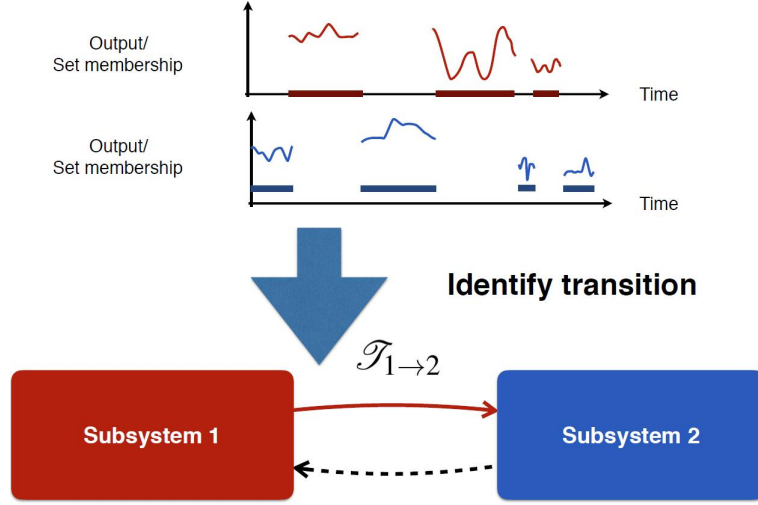 Output/
Set membership
Time
Output/
Set membership
Time
Identify transition
𝒯1→2
Subsystem 1
Subsystem 2